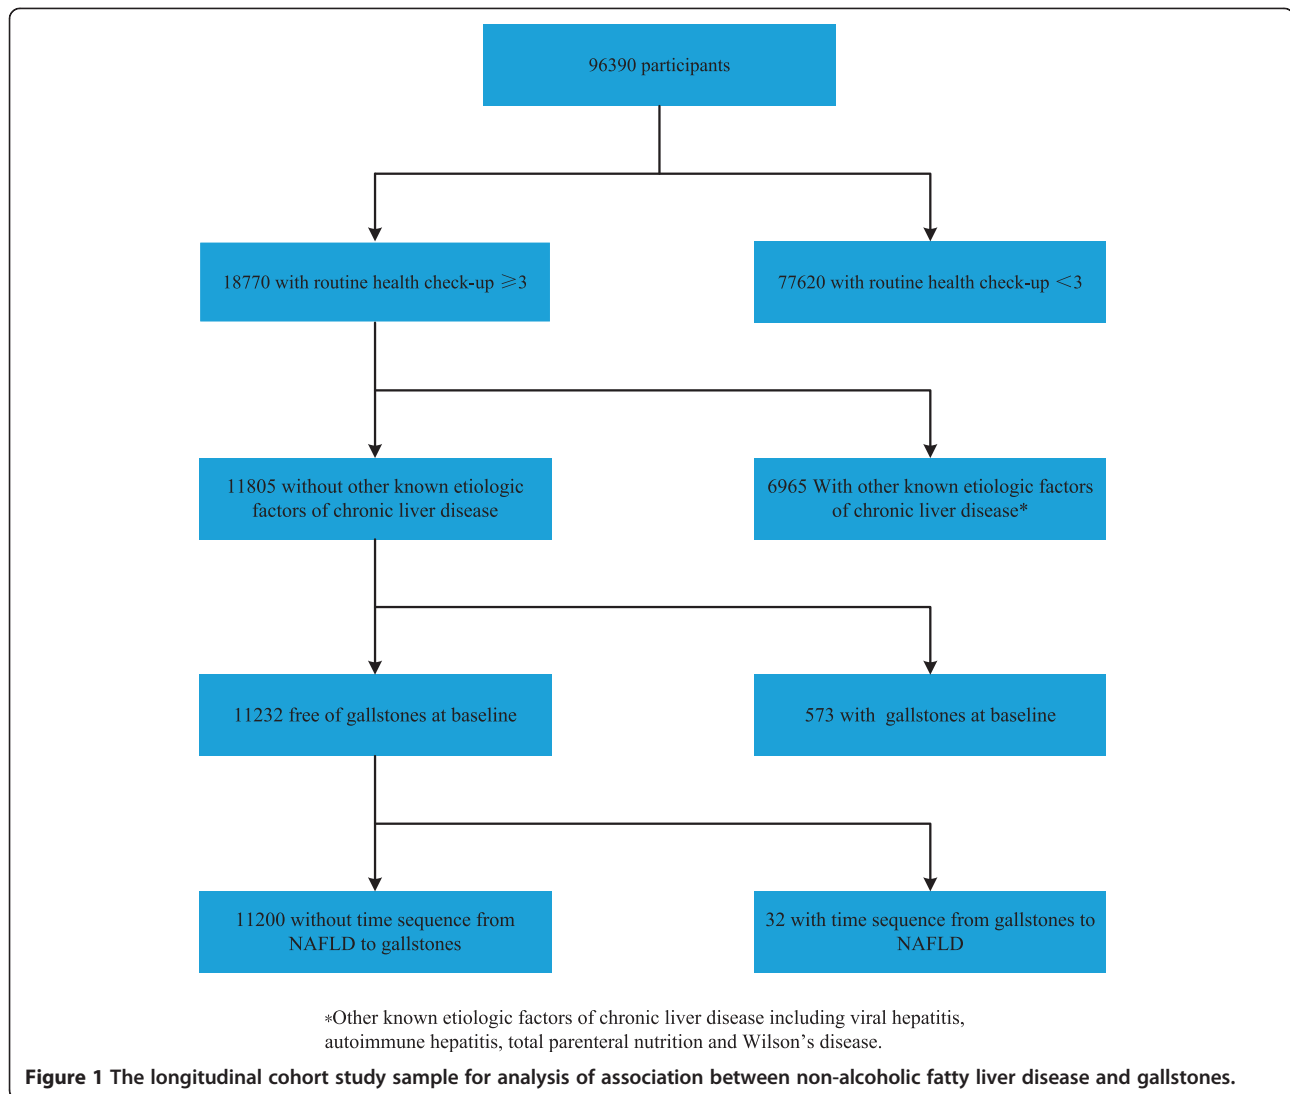 96390 participants
18770 with routine health check-up ⩾3
77620 with routine health check-up <3
11805 without other known etiologic
factors of chronic liver disease
6965 With other known etiologic factors
of chronic liver disease*
11232 free of gallstones at baseline
573 with gallstones at baseline
11200 without time sequence from
NAFLD to gallstones
32 with time sequence from gallstones to
NAFLD
*Other known etiologic factors of chronic liver disease including viral hepatitis,
autoimmune hepatitis, total parenteral nutrition and Wilson’s disease.
Figure 1 The longitudinal cohort study sample for analysis of association between non-alcoholic fatty liver disease and gallstones.